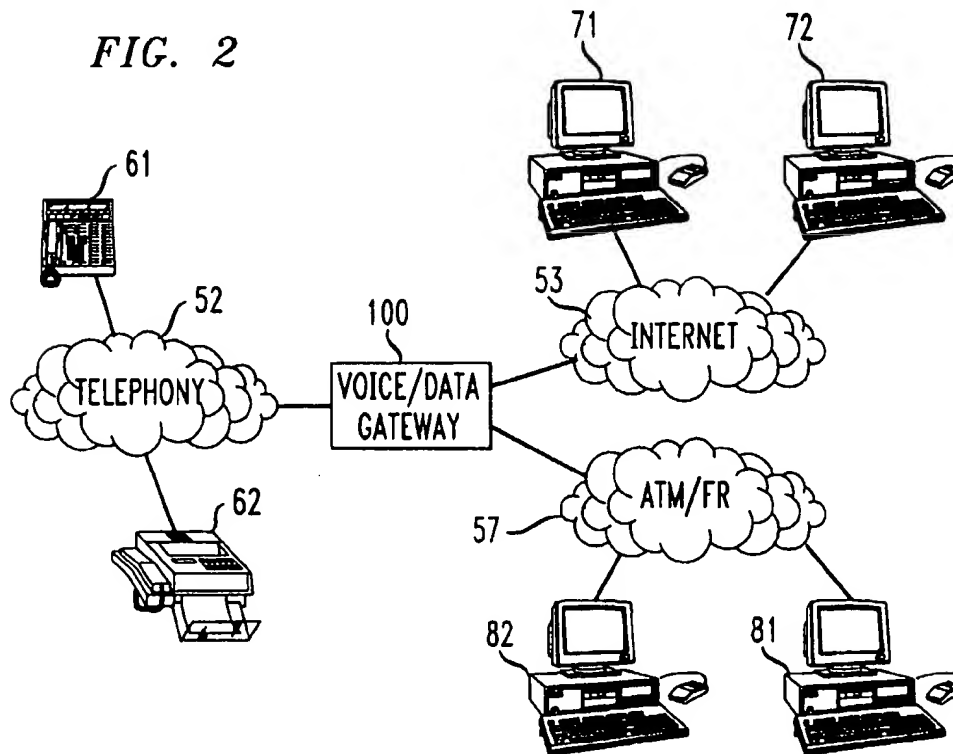 FIG. 2
71
72
61
52
53
INTERNET
100
TELEPHONY
VOICE/DATA
GATEWAY
62
ATM/FR
57
82
81